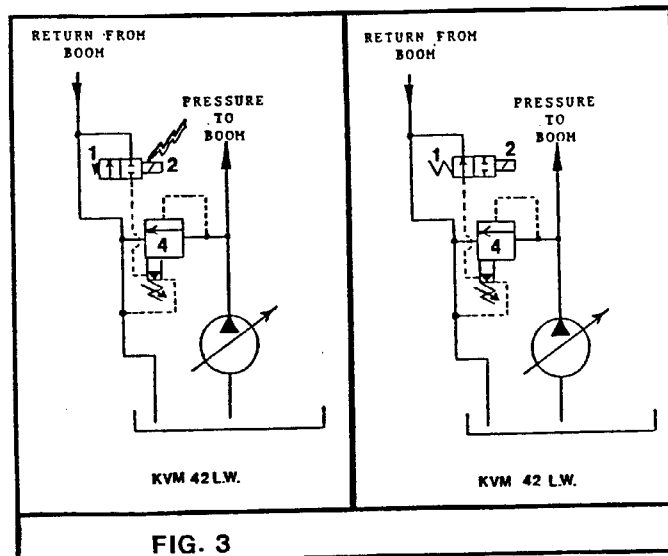 RETURN FROM
BOOM
PRESSURE
TO
BOOM
1
2
4
KVM 42 L.W.
RETURN FROM
BOOM
PRESSURE
TO
BOOM
1
2
4
KVM 42 L.W.
FIG. 3